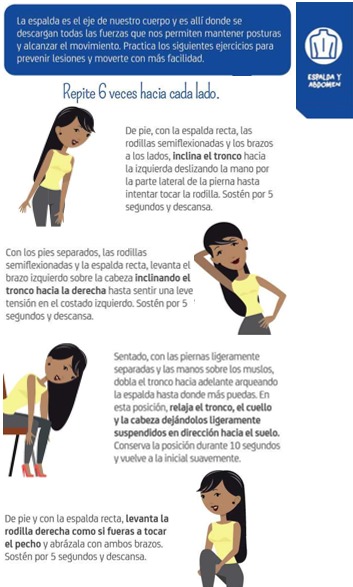 La espalda es el eje de nuestro cuerpo y es allí donde se
descargan todas las fuerzas que nos permiten mantener posturas
y alcanzar el movimiento. Practica los siguientes ejercicios para
prevenir lesiones y moverte con más facilidad.
ESPALDA Y
ABDOMEN
Repite 6 veces hacia cada lado.
De pie, con la espalda recta, las
rodillas semiflexionadas y los brazos
a los lados, inclina el tronco hacia
la izquierda deslizando la mano por
la parte lateral de la pierna hasta
intentar tocar la rodilla. Sostén por 5
segundos y descansa.
Con los pies separados, las rodillas
semiflexionadas y la espalda recta, levanta el
brazo izquierdo sobre la cabeza inclinando el
tronco hacia la derecha hasta sentir una leve
tensión en el costado izquierdo. Sostén por 5
segundos y descansa.
Sentado, con las piernas ligeramente
separadas y las manos sobre los muslos,
dobla el tronco hacia adelante arqueando
la espalda hasta donde más puedas. En
esta posición, relaja el tronco, el cuello
y la cabeza dejándolos ligeramente
suspendidos en dirección hacia el suelo.
Conserva la posición durante 10 segundos
y vuelve a la inicial suavemente.
De pie y con la espalda recta, levanta la
rodilla derecha como si fueras a tocar
el pecho y abrázala con ambos brazos.
Sostén por 5 segundos y descansa.